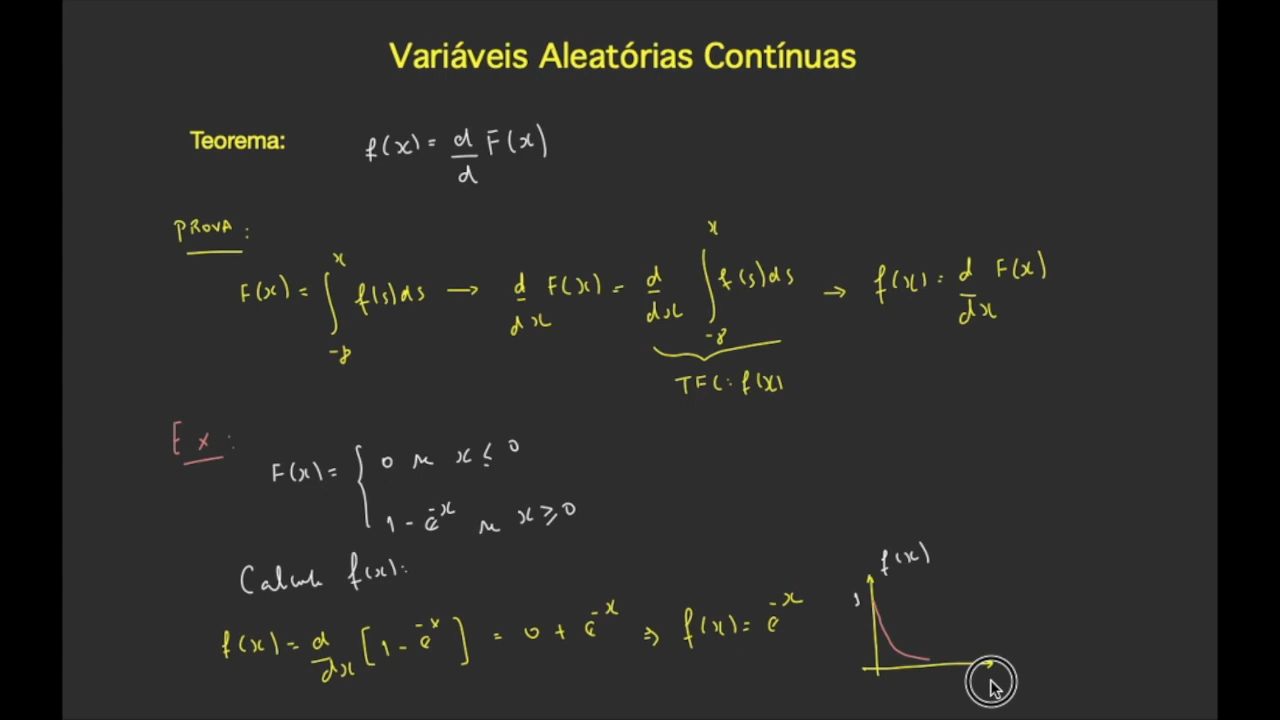 Variáveis Aleatórias Contínuas
Teorema: f(x) = d/d F(x)
PROVA:
F(x) = ∫_{-∞}^{x} f(s)ds → d/dx F(x) = d/dx ∫_{-∞}^{x} f(s)ds → f(x) = d/dx F(x)
TFC: f(x)
Ex:
F(x) = { 0 se x ≤ 0
1 - e^{-x} se x ≥ 0
Calcule f(x):
f(x) = d/dx [1 - e^{-x}] = 0 + e^{-x} ⇒ f(x) = e^{-x}
f(x)
1